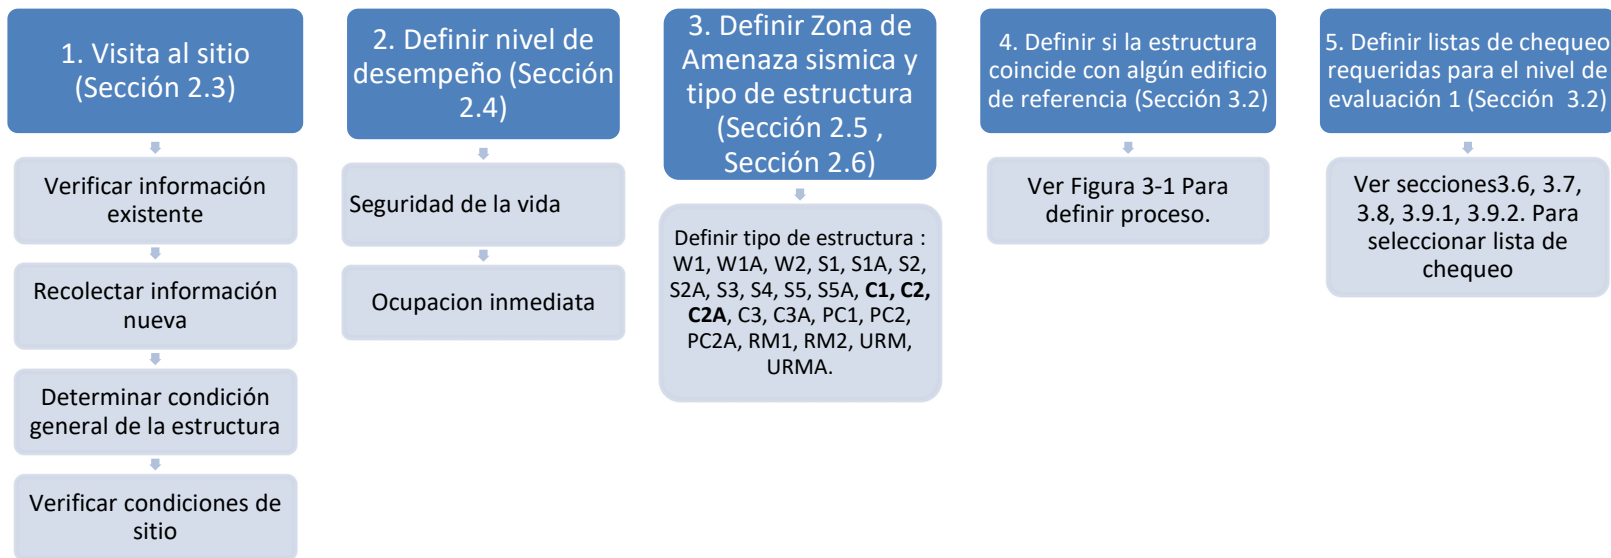 1. Visita al sitio
(Sección 2.3)
Verificar información
existente
Recolectar información
nueva
Determinar condición
general de la estructura
Verificar condiciones de
sitio
2. Definir nivel de
desempeño (Sección
2.4)
Seguridad de la vida
Ocupacion inmediata
3. Definir Zona de
Amenaza sismica y
tipo de estructura
(Sección 2.5 ,
Sección 2.6)
Definir tipo de estructura :
W1, W1A, W2, S1, S1A, S2,
S2A, S3, S4, S5, S5A, C1, C2,
C2A, C3, C3A, PC1, PC2,
PC2A, RM1, RM2, URM,
URMA.
4. Definir si la estructura
coincide con algún edificio
de referencia (Sección 3.2)
Ver Figura 3-1 Para
definir proceso.
5. Definir listas de chequeo
requeridas para el nivel de
evaluación 1 (Sección 3.2)
Ver secciones3.6, 3.7,
3.8, 3.9.1, 3.9.2. Para
seleccionar lista de
chequeo